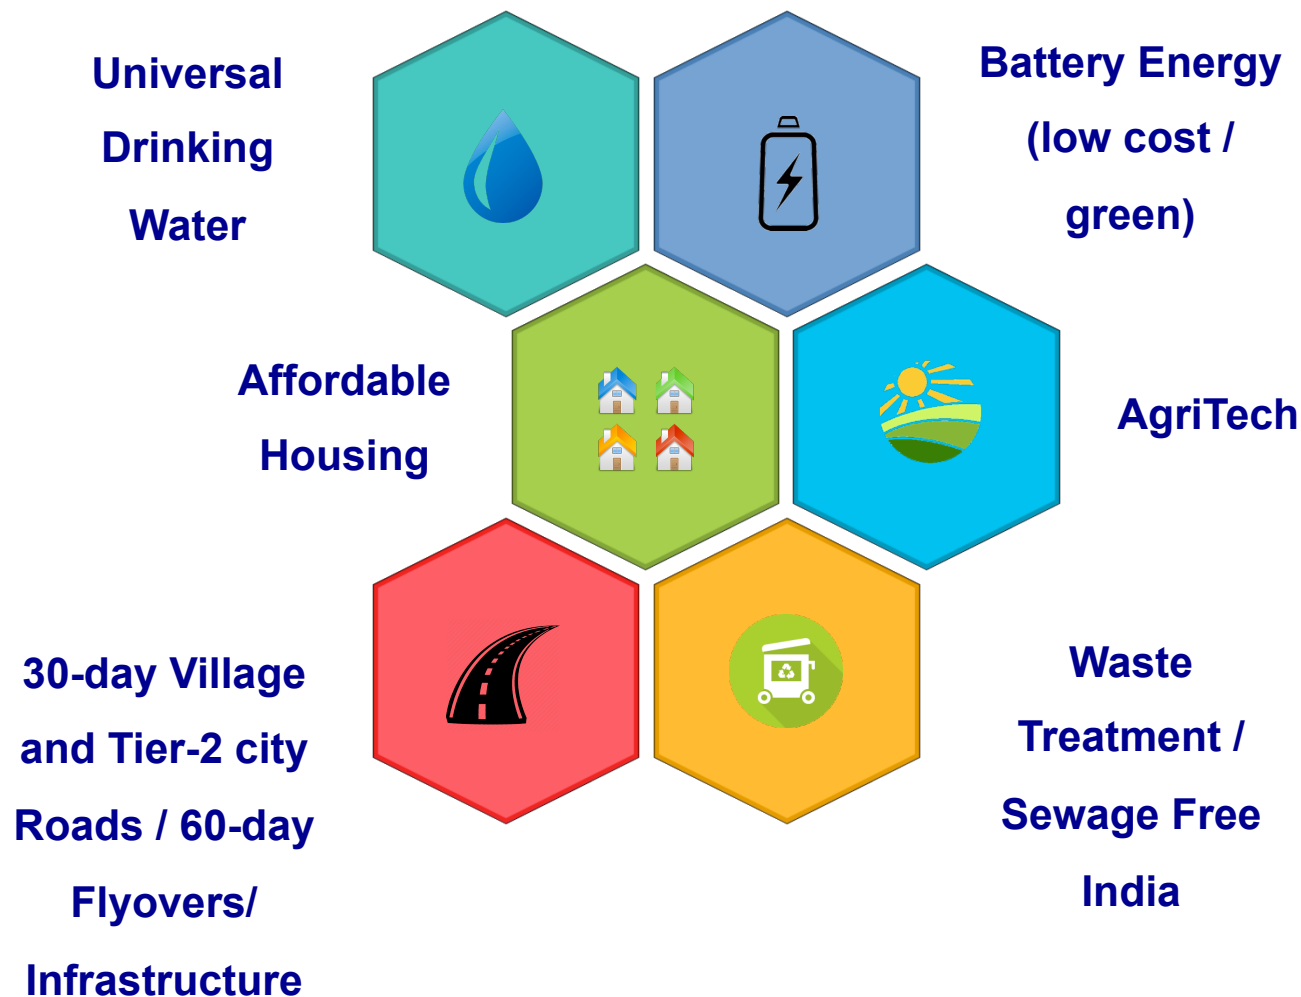 Universal
Drinking
Water
Battery Energy
(low cost /
green)
Affordable
Housing
AgriTech
30-day Village
and Tier-2 city
Roads / 60-day
Flyovers/
Infrastructure
Waste
Treatment /
Sewage Free
India